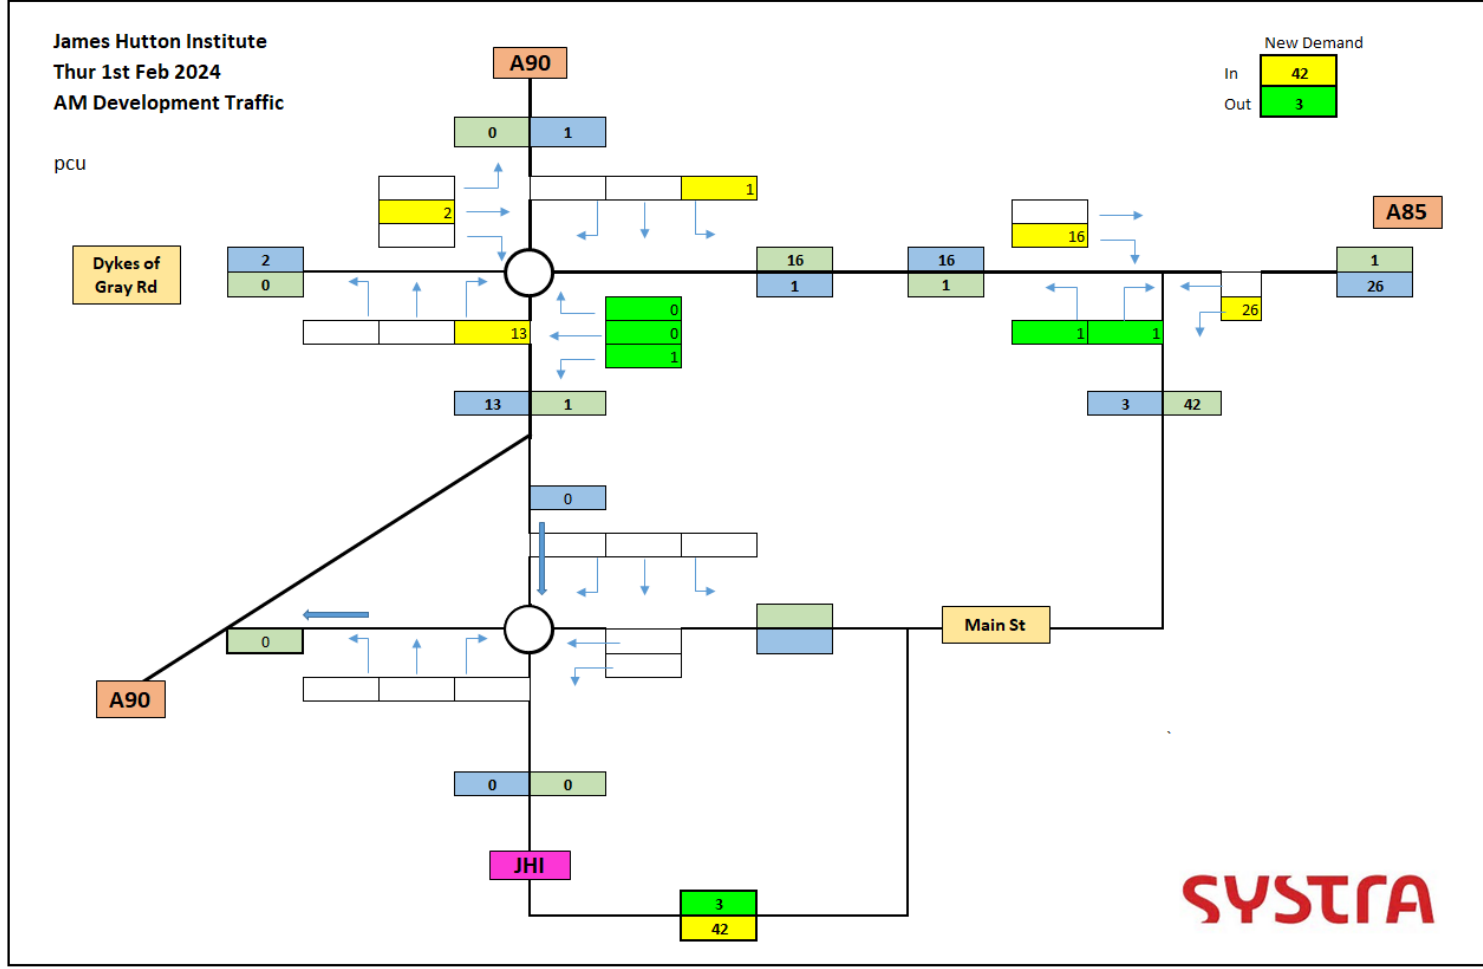 James Hutton Institute
Thur 1st Feb 2024
AM Development Traffic
pcu
New Demand
In 42
Out 3
A90
0 1
1
2
16
A85
Dykes of
Gray Rd
2
0
16
1
16
1
1
26
26
13
0
0
1
1 1
13 1
3 42
0
0
Main St
A90
0 0
JHI
3
42
SYSTRA